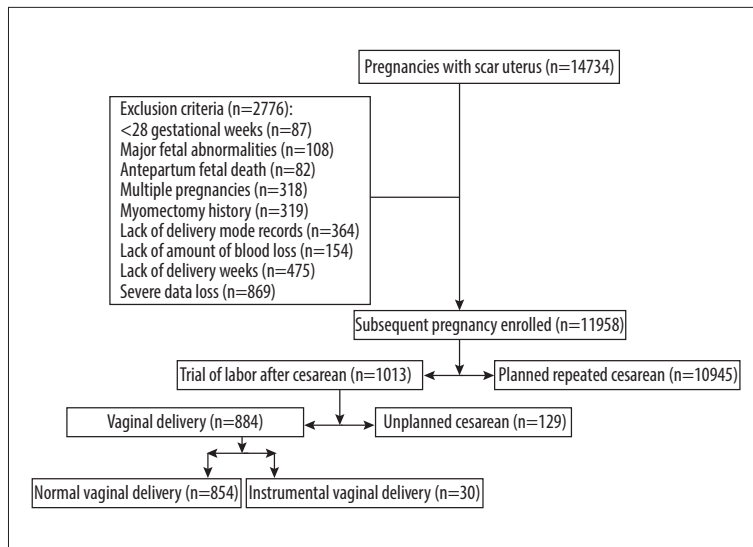 Pregnancies with scar uterus (n=14734)
Exclusion criteria (n=2776):
<28 gestational weeks (n=87)
Major fetal abnormalities (n=108)
Antepartum fetal death (n=82)
Multiple pregnancies (n=318)
Myomectomy history (n=319)
Lack of delivery mode records (n=364)
Lack of amount of blood loss (n=154)
Lack of delivery weeks (n=475)
Severe data loss (n=869)
Subsequent pregnancy enrolled (n=11958)
Trial of labor after cesarean (n=1013)
Planned repeated cesarean (n=10945)
Vaginal delivery (n=884)
Unplanned cesarean (n=129)
Normal vaginal delivery (n=854)
Instrumental vaginal delivery (n=30)